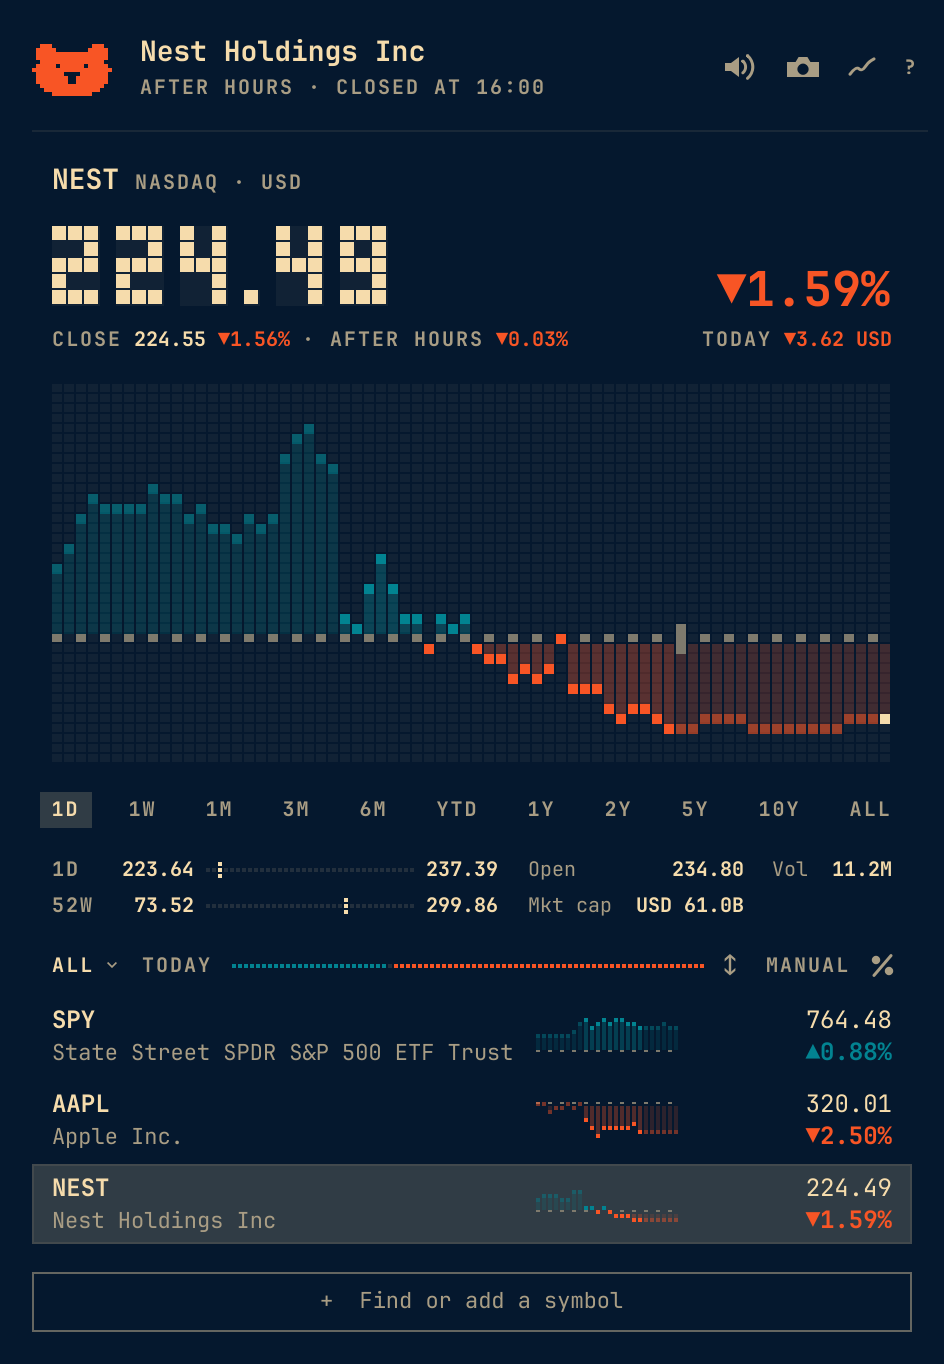 Nest Holdings Inc
AFTER HOURS · CLOSED AT 16:00
?
NEST NASDAQ · USD
224.49
▼1.59%
CLOSE 224.55 ▼1.56% · AFTER HOURS ▼0.03%
TODAY ▼3.62 USD
1D 1W 1M 3M 6M YTD 1Y 2Y 5Y 10Y ALL
1D 223.64 237.39 Open 234.80 Vol 11.2M
52W 73.52 299.86 Mkt cap USD 61.0B
ALL TODAY MANUAL %
SPY 764.48
State Street SPDR S&P 500 ETF Trust ▲0.88%
AAPL 320.01
Apple Inc. ▼2.50%
NEST 224.49
Nest Holdings Inc ▼1.59%
+ Find or add a symbol